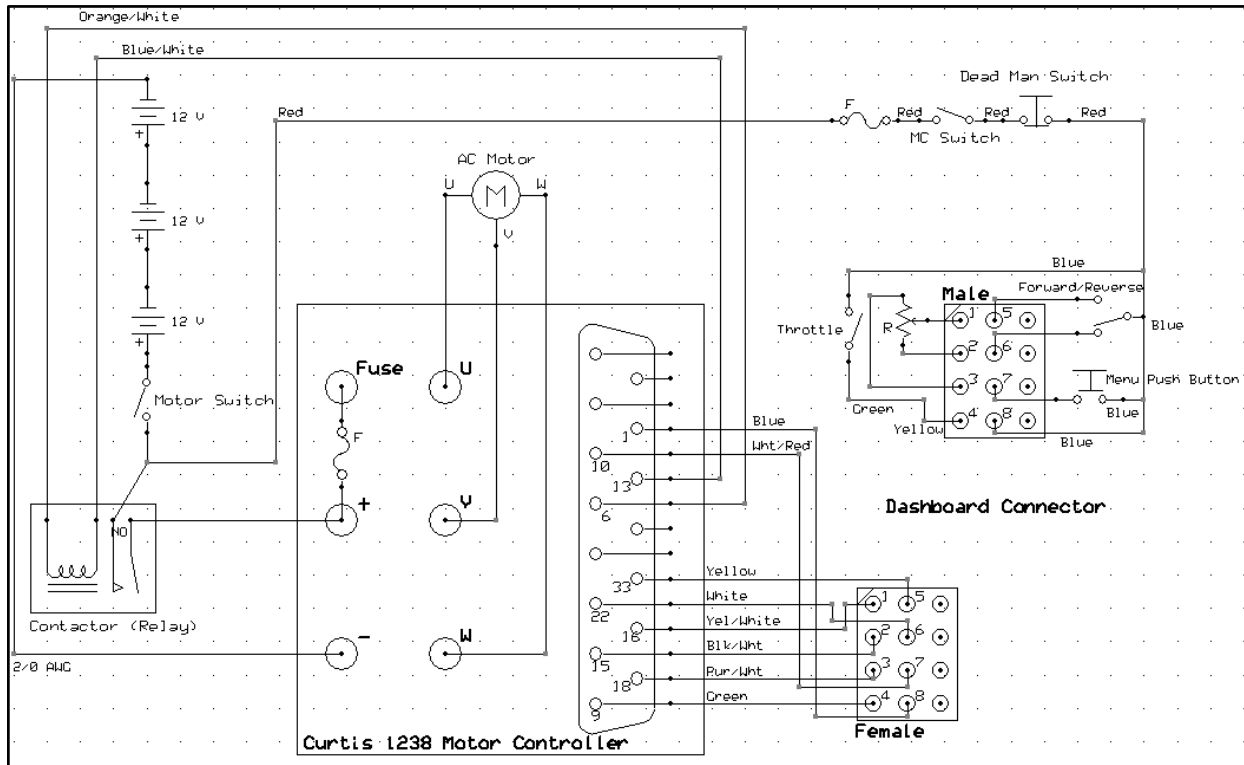 Orange/White
Blue/White
Dead Man Switch
12 V
+
Red
F
Red
Red
Red
MC Switch
AC Motor
U
M
W
V
12 V
+
Blue
Forward/Reverse
Male
12 V
+
Throttle
R
1
5
Blue
2
6
Fuse
U
3
7
Menu Push Button
Motor Switch
Green
Blue
Yellow
4
8
Blue
F
1
Blue
Wht/Red
10
13
NO
+
V
6
Dashboard Connector
33
Yellow
22
White
1
5
Contactor (Relay)
16
Yel/White
2
6
-
W
15
Blk/Wht
2/0 AWG
18
Pur/Wht
3
7
9
Green
4
8
Female
Curtis 1238 Motor Controller